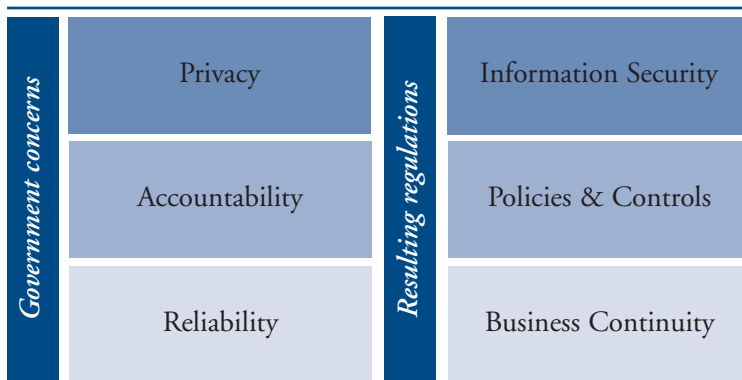 Government concerns
Privacy
Accountability
Reliability
Resulting regulations
Information Security
Policies & Controls
Business Continuity